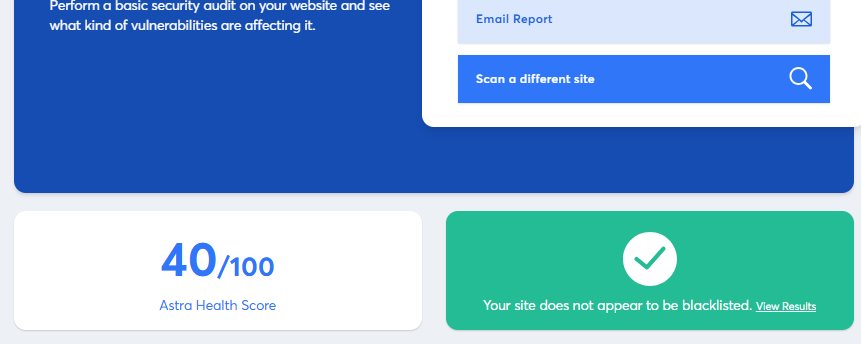 Perform a basic security audit on your website and see
what kind of vulnerabilities are affecting it.
Email Report
Scan a different site
40/100
Astra Health Score
Your site does not appear to be blacklisted. View Results